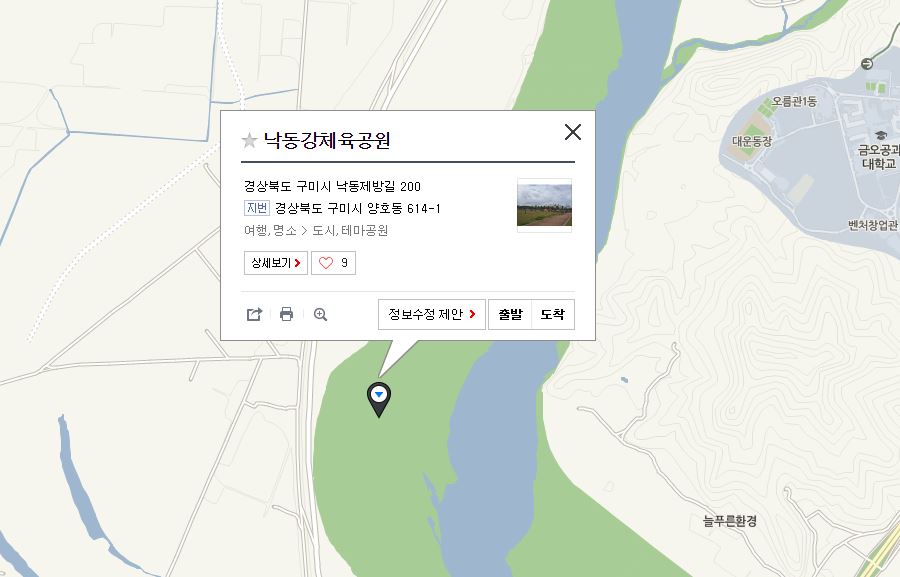 낙동강체육공원
경상북도 구미시 낙동제방길 200
지번 경상북도 구미시 양호동 614-1
여행,명소 > 도시,테마공원
상세보기 9
정보수정 제안 출발 도착
오름관1동
대운동장
금오공과
대학교
벤처창업관
늘푸른환경